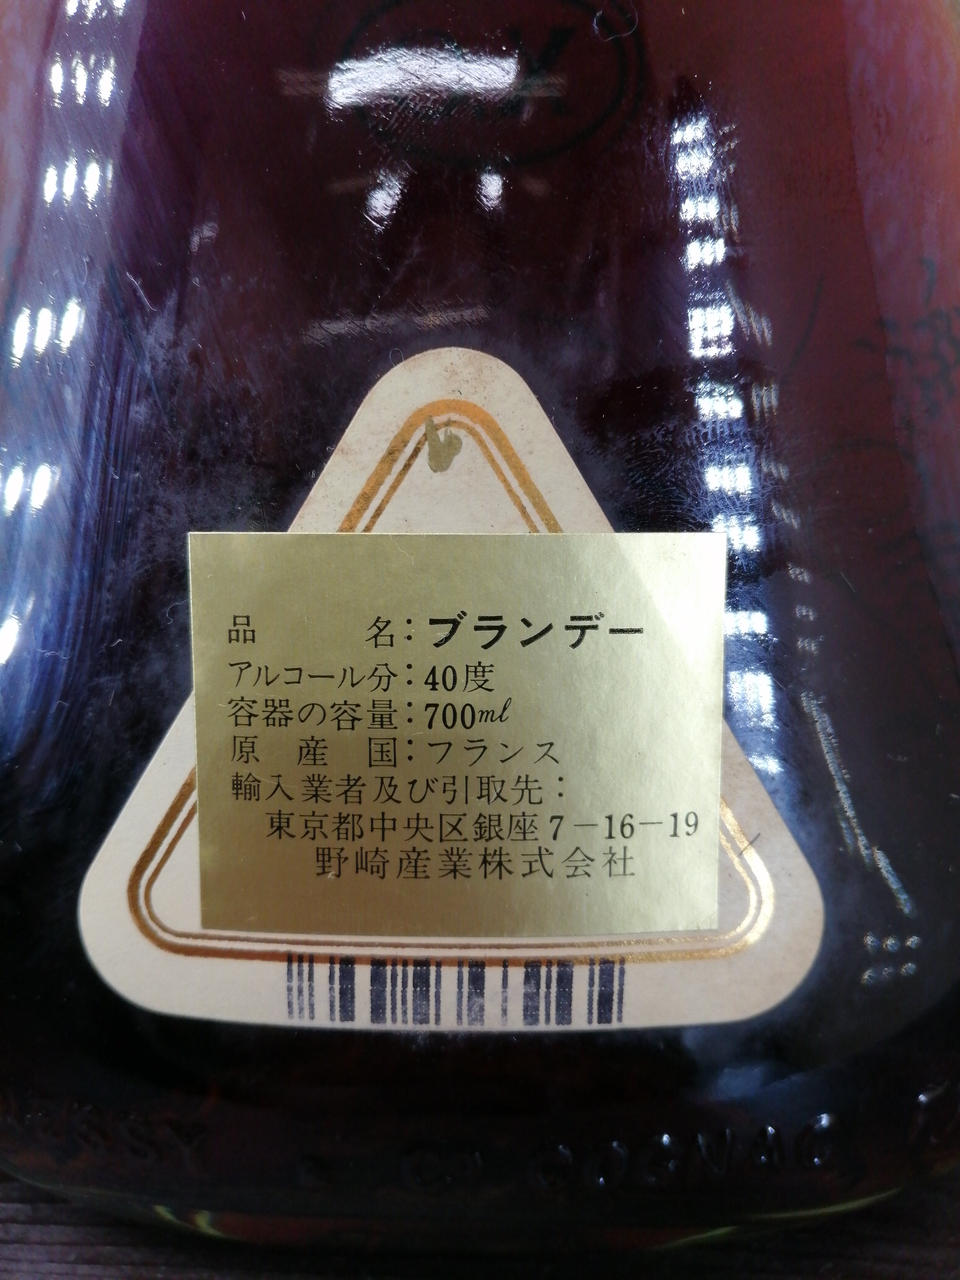 品名：ブランデー
アルコール分：40度
容器の容量：700ml
原産国：フランス
輸入業者及び引取先：
東京都中央区銀座7－16－19
野崎産業株式会社
COGNAC